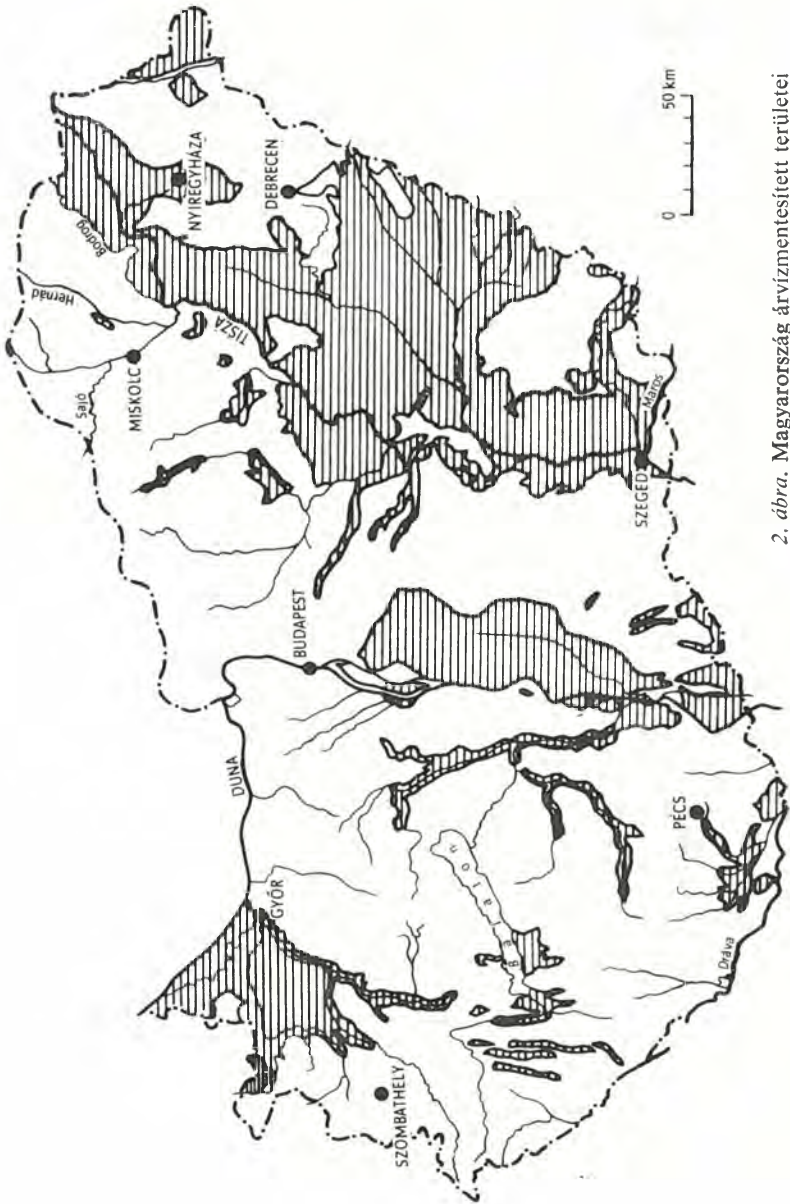 Sajó
Hernád
Bodrog
MISKOLC
TISZA
NYIREGYHÁZA
DEBRECEN
DUNA
GYŐR
BUDAPEST
SZOMBATHELY
Balaton
PÉCS
Dráva
SZEGED
Maros
0 50 km
2. ábra. Magyarország árvízmentesített területei